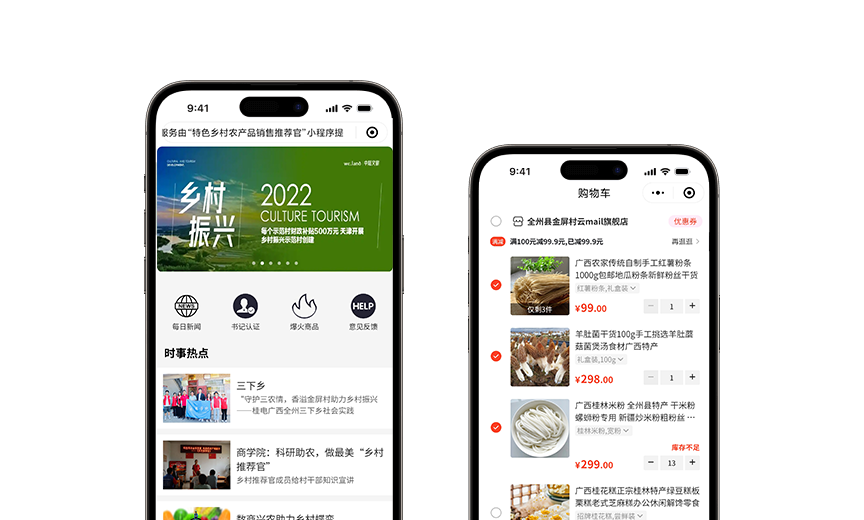 9:41
服务由“特色乡村农产品销售推荐官”小程序提
乡村
振兴
2022
CULTURE TOURISM
每个示范村财政补贴500万元 天津开展
乡村振兴示范村创建
NEWS
HELP
每日新闻
书记认证
爆火商品
意见反馈
时事热点
三下乡
“守护三农情，香溢金屏村助力乡村振兴
——桂电广西全州三下乡社会实践
商学院：科研助农，做最美“乡村
推荐官”
乡村推荐官成员给村干部知识宣讲
数商兴农助力乡村蝶变
9:41
购物车
全州县金屏村云mail旗舰店
优惠券
满减
满100元减99.9元,已减99.9元
再逛逛
广西农家传统自制手工红薯粉条
1000g包邮地瓜粉条新鲜粉丝干货
红薯粉条,礼盒装
仅剩3件
¥99.00
1
羊肚菌干货100g手工挑选羊肚蘑
菇菌煲汤食材广西特产
礼盒装,100g
¥298.00
1
广西桂林米粉 全州县特产 干米粉
螺蛳粉专用 新疆炒米粉粗粉丝 …
桂林米粉,宽粉
库存不足
¥299.00
13
广西桂花糕正宗桂林特产绿豆糕板
栗糕老式芝麻糕办公休闲解馋零食
招牌桂花糕,尝鲜装